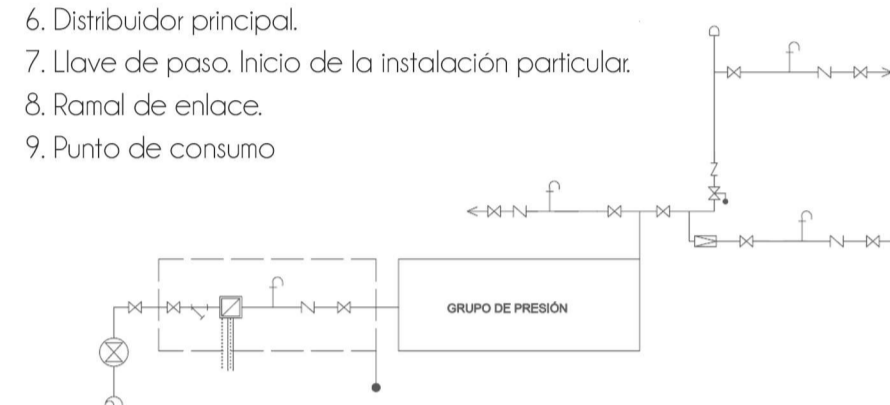 6. Distribuidor principal.
7. Llave de paso. Inicio de la instalación particular.
8. Ramal de enlace.
9. Punto de consumo
GRUPO DE PRESIÓN